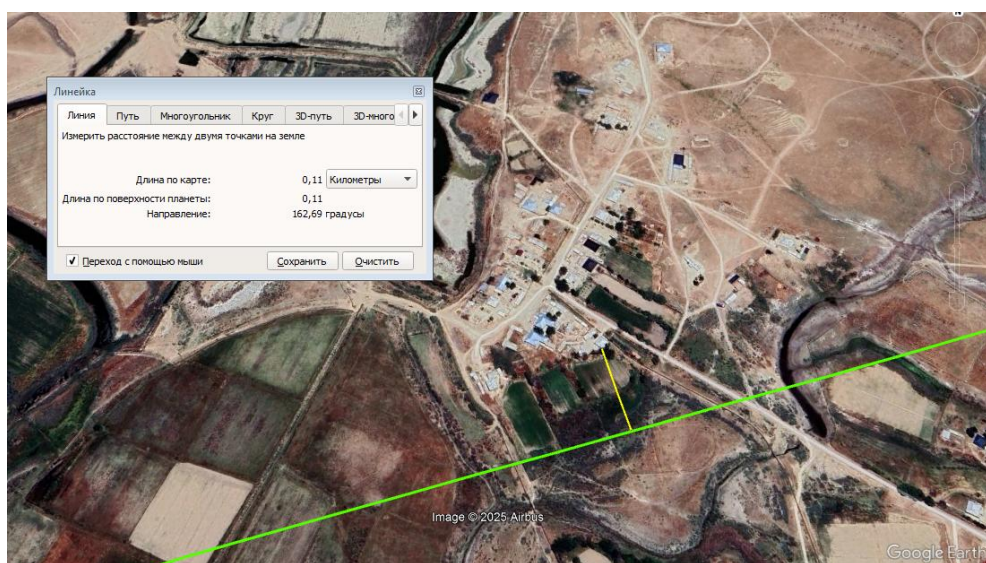 N
Линейка
Линия Путь Многоугольник Круг 3D-путь 3D-много
Измерить расстояние между двумя точками на земле
Длина по карте: 0,11 Километры
Длина по поверхности планеты: 0,11
Направление: 162,69 градусы
Переход с помощью мыши Сохранить Очистить
Image © 2025 Airbus
Google Earth